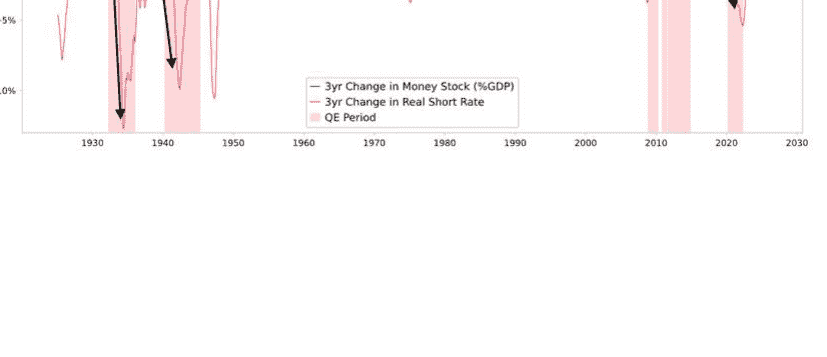 -5%
0%
3yr Change in Money Stock (%GDP)
3yr Change in Real Short Rate
QE Period
1930 1940 1950 1960 1970 1980 1990 2000 2010 2020 2030